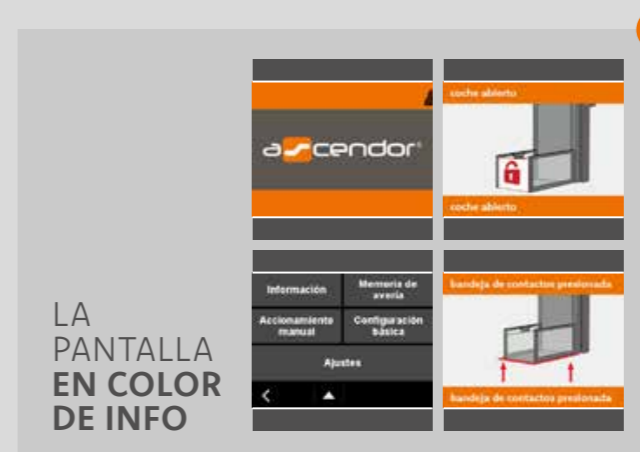 ascendor
coche abierto
coche abierto
Información
Memoria de
avería
Accionamiento
manual
Configuración
básica
Ajustes
bandeja de contactos presionada
bandeja de contactos presionada
LA
PANTALLA
EN COLOR
DE INFO